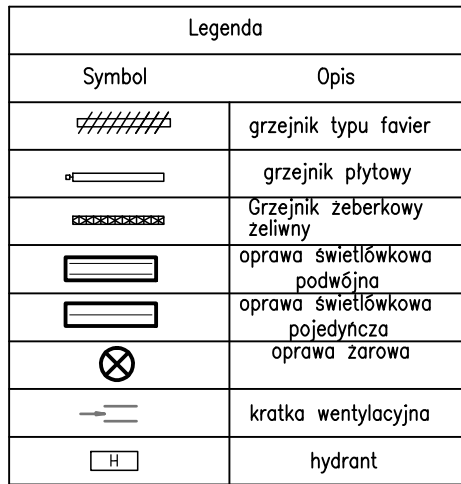 Legenda
Symbol Opis
grzejnik typu favier
grzejnik płytowy
Grzejnik żeberkowy
żeliwny
oprawa świetlówkowa
podwójna
oprawa świetlówkowa
pojedyńcza
oprawa żarowa
kratka wentylacyjna
H hydrant